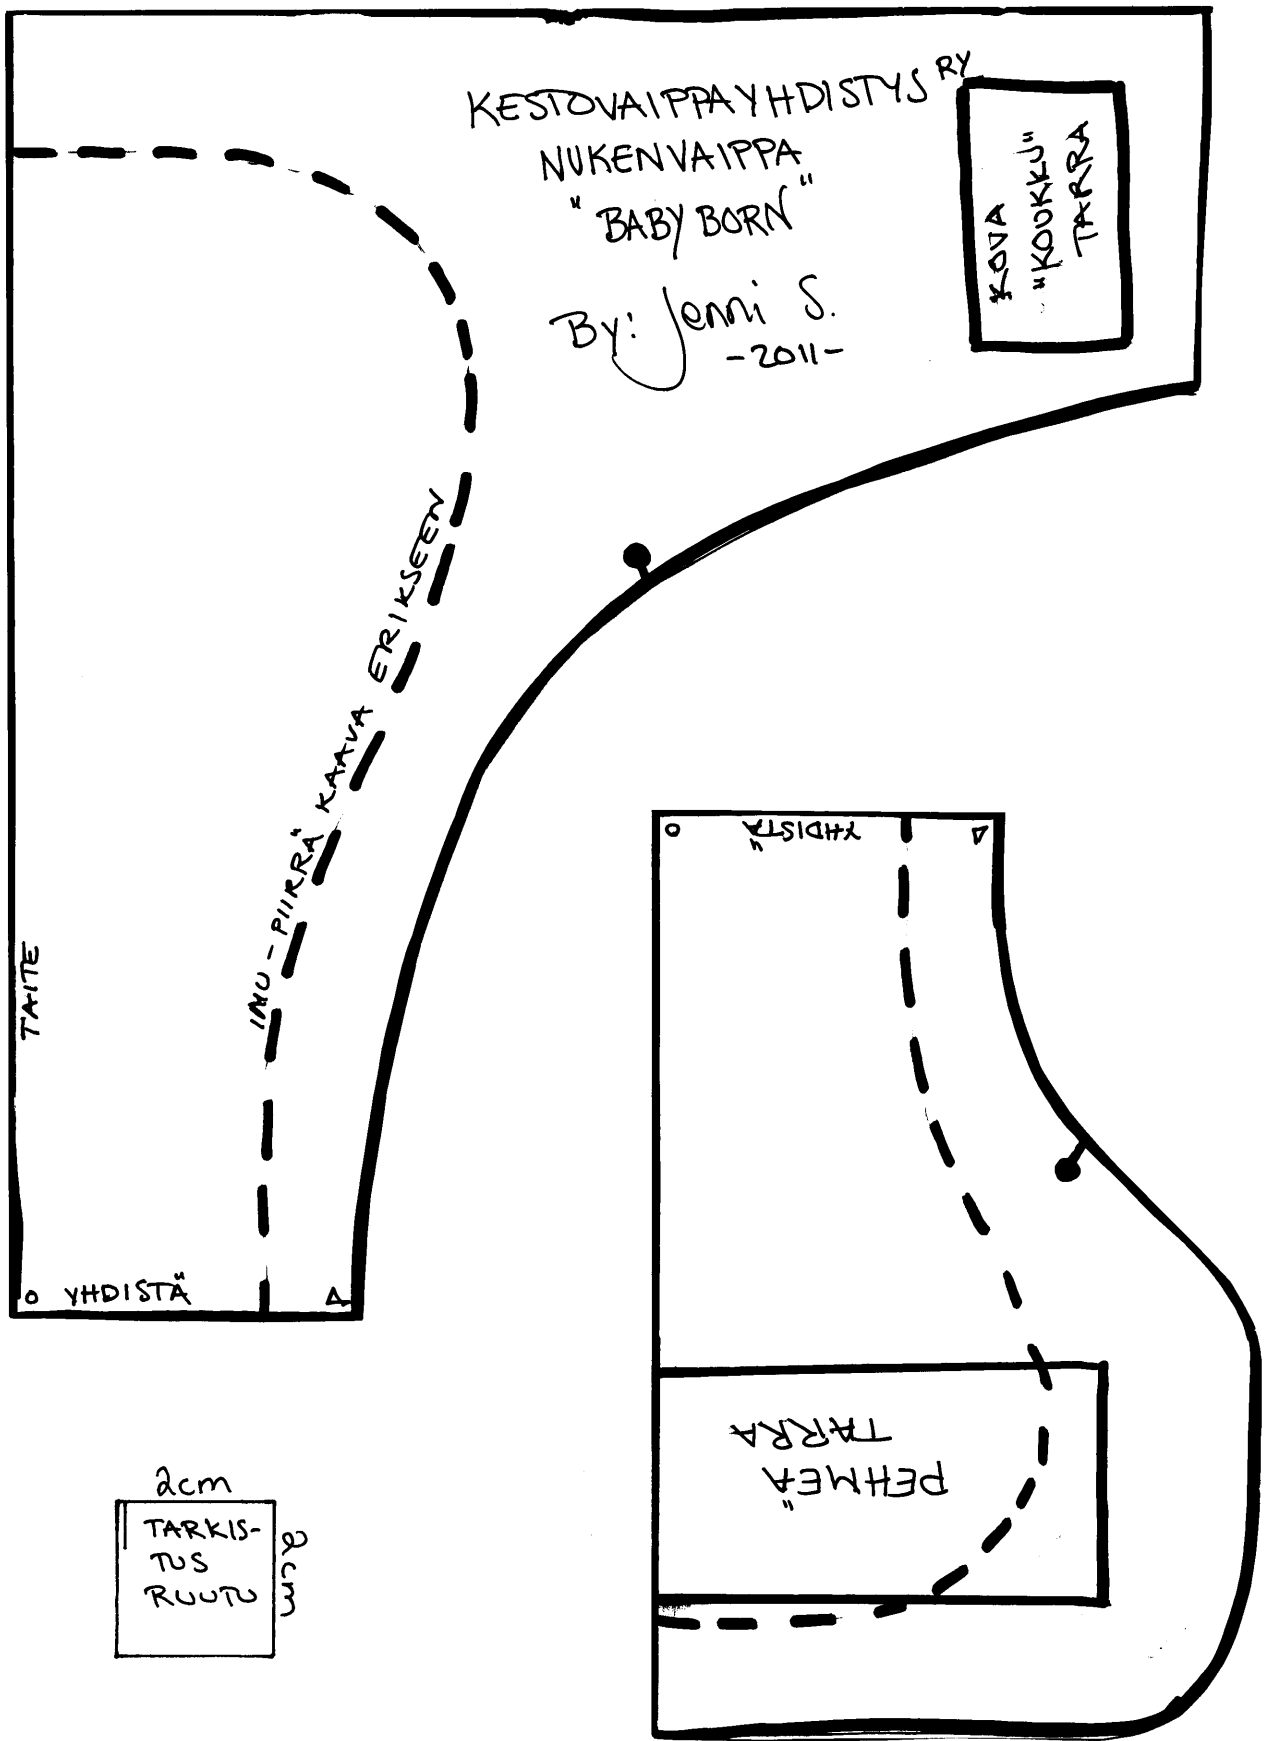 KESTOVAIPPAYHDISTYS RY
NUKENVAIPPA
"BABY BORN"
By: Jenni S.
-2011-
KOVA
"KOUKKU"
TARRA
IMU - PIIRRÄ KAAVA ERIKSEEN
TAITE
YHDISTÄ
YHDISTÄ
PEHMEÄ
TARRA
2cm
TARKIS-
TUS
RUUTU
2cm